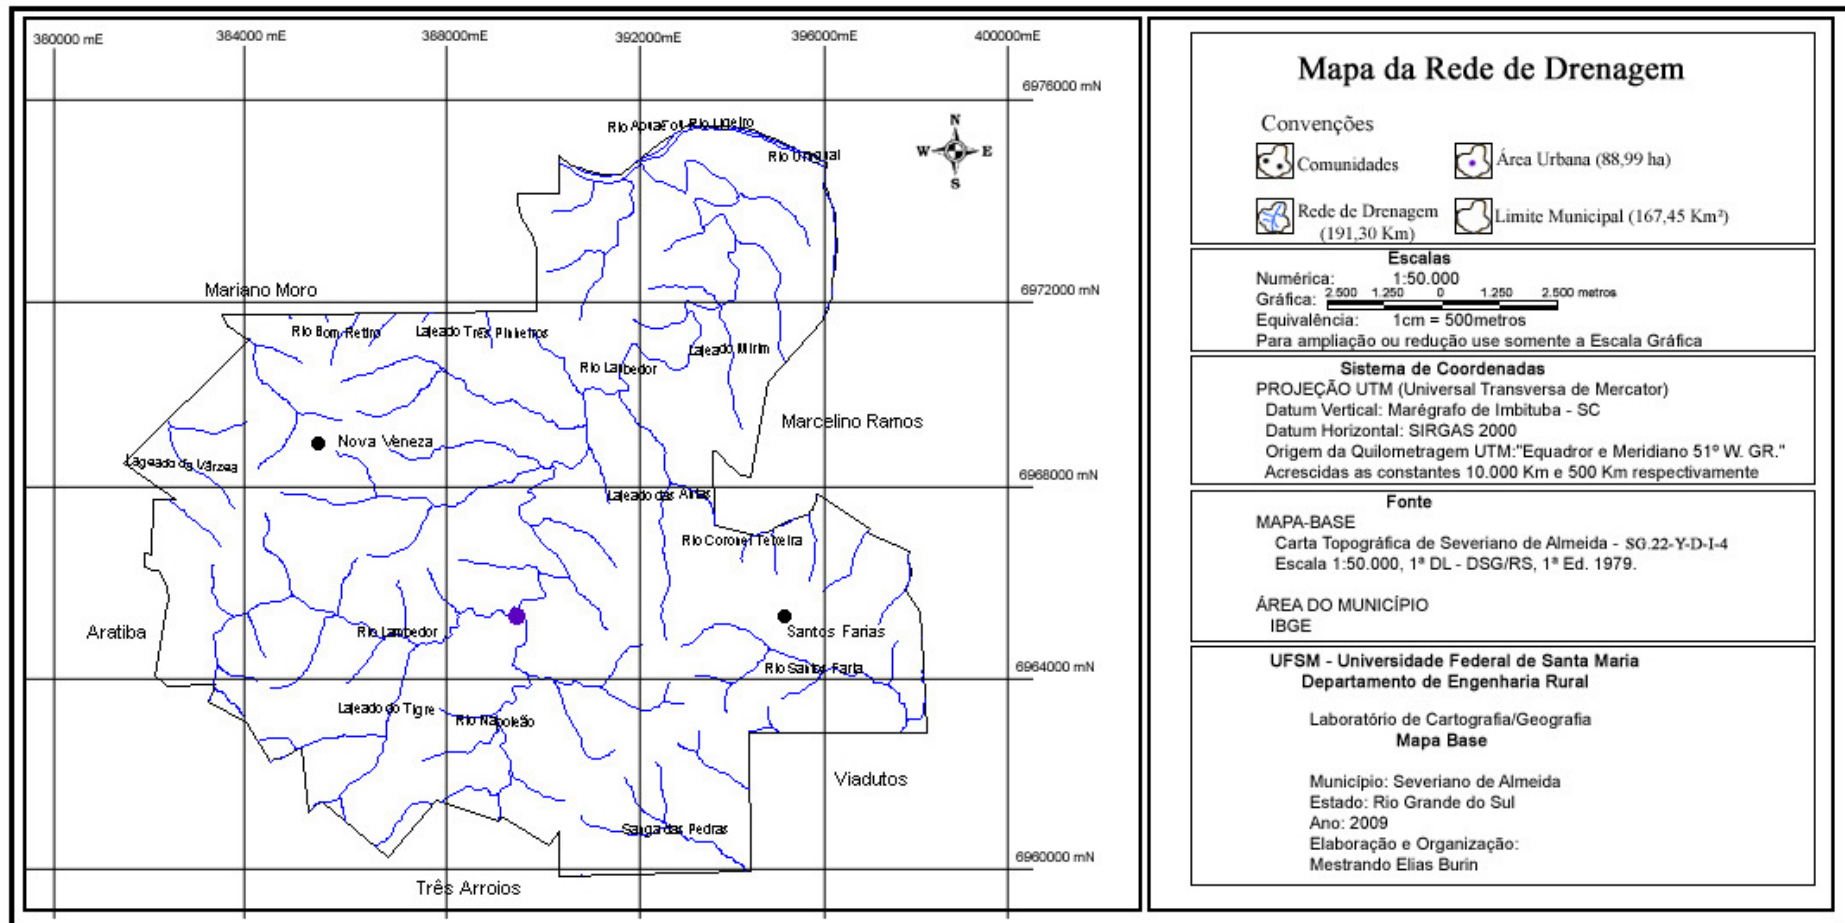 380000 mE
384000 mE
388000 mE
392000mE
396000mE
400000mE
6976000 mN
N
W
E
S
Rio Uruguai
6972000 mN
Mariano Moro
Rio Bom Retiro
Lajeado Três Pinheiros
Lajeado Mirim
Rio Lambedor
Marcelino Ramos
Nova Veneza
Lageado da Várzea
6968000 mN
Lajeado das Antas
Rio Coronel Teixeira
Aratiba
Rio Lambedor
Santos Farias
Rio Santos Faria
6964000 mN
Lajeado do Tigre
Rio Napoleão
Viadutos
Sanga das Pedras
6960000 mN
Três Arroios
Mapa da Rede de Drenagem
Convenções
Comunidades
Área Urbana (88,99 ha)
Rede de Drenagem
(191,30 Km)
Limite Municipal (167,45 Km²)
Escalas
Numérica: 1:50.000
Gráfica: 2.500 1.250 0 1.250 2.500 metros
Equivalência: 1cm = 500metros
Para ampliação ou redução use somente a Escala Gráfica
Sistema de Coordenadas
PROJEÇÃO UTM (Universal Transversa de Mercator)
Datum Vertical: Marégrafo de Imbituba - SC
Datum Horizontal: SIRGAS 2000
Origem da Quilometragem UTM:"Equador e Meridiano 51º W. GR."
Acrescidas as constantes 10.000 Km e 500 Km respectivamente
Fonte
MAPA-BASE
Carta Topográfica de Severiano de Almeida - SG.22-Y-D-I-4
Escala 1:50.000, 1ª DL - DSG/RS, 1ª Ed. 1979.
ÁREA DO MUNICÍPIO
IBGE
UFSM - Universidade Federal de Santa Maria
Departamento de Engenharia Rural
Laboratório de Cartografia/Geografia
Mapa Base
Município: Severiano de Almeida
Estado: Rio Grande do Sul
Ano: 2009
Elaboração e Organização:
Mestrando Elias Burin